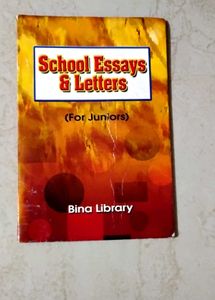 School Essays
& Letters
(For Juniors)
Bina Library